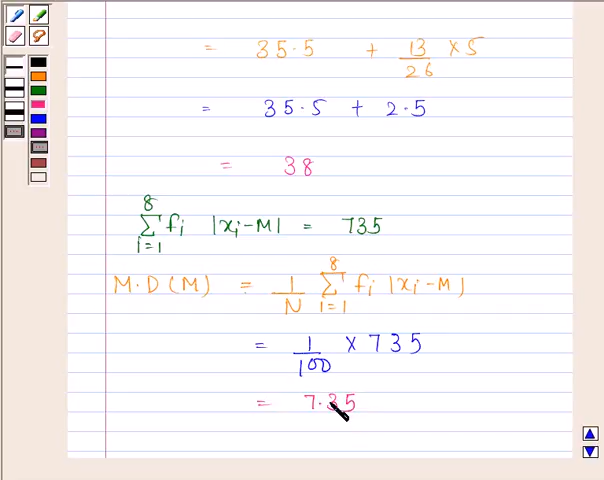 = 35.5 + 13/26 × 5
= 35.5 + 2.5
= 38
8
∑ fi |xi-M| = 735
i=1
M.D(M) = 1/N 8∑i=1 fi |xi-M|
= 1/100 × 735
= 7.35